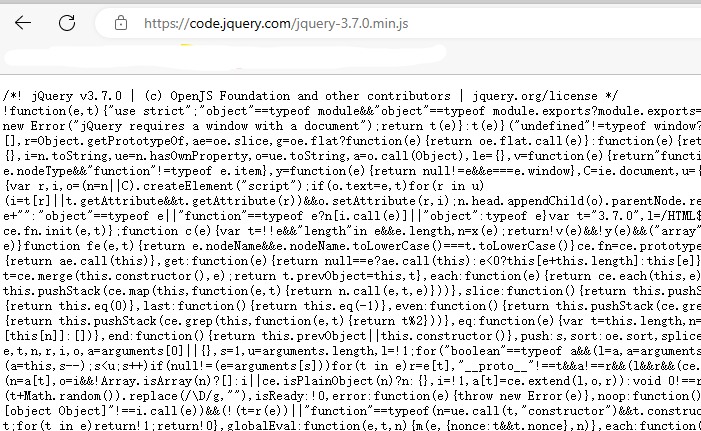 https://code.jquery.com/jquery-3.7.0.min.js
/*! jQuery v3.7.0 | (c) OpenJS Foundation and other contributors | jquery.org/license */
!function(e,t){"use strict";"object"==typeof module&&"object"==typeof module.exports?module.exports=
new Error("jQuery requires a window with a document");return t(e)}:t(e)}("undefined"!=typeof window?
[],r=Object.getPrototypeOf,ae=oe.slice,g=oe.flat?function(e){return oe.flat.call(e)}:function(e){ret
{},i=n.toString,ue=n.hasOwnProperty,o=ue.toString,a=o.call(Object),le={},v=function(e){return"functi
e.nodeType&&"function"!=typeof e.item},y=function(e){return null!=e&&e===e.window},C=ie.document,u={
{var r,i,o=(n=n||C).createElement("script");if(o.text=e,t)for(r in u)
(i=t[r]||t.getAttribute&&t.getAttribute(r))&&o.setAttribute(r,i);n.head.appendChild(o).parentNode.re
e+"":"object"==typeof e||"function"==typeof e?n[i.call(e)]||"object":typeof e}var t="3.7.0",l=/HTML$
ce.fn.init(e,t)};function c(e){var t=!!e&&"length"in e&&e.length,n=x(e);return!v(e)&&!y(e)&&("array"
e)}function fe(e,t){return e.nodeName&&e.nodeName.toLowerCase()===t.toLowerCase()}ce.fn=ce.prototype
{return ae.call(this)},get:function(e){return null==e?ae.call(this):e<0?this[e+this.length]:this[e]}
t=ce.merge(this.constructor(),e);return t.prevObject=this,t},each:function(e){return ce.each(this,e)
this.pushStack(ce.map(this,function(e,t){return n.call(e,t,e)}))},slice:function(){return this.pushS
{return this.eq(0)},last:function(){return this.eq(-1)},even:function(){return this.pushStack(ce.gre
{return this.pushStack(ce.grep(this,function(e,t){return t%2}))},eq:function(e){var t=this.length,n=
[this[n]]:[])},end:function(){return this.prevObject||this.constructor()},push:s,sort:oe.sort,splice
e,t,n,r,i,o,a=arguments[0]||{},s=1,u=arguments.length,l=!1;for("boolean"==typeof a&&(l=a,a=arguments
(a=this,s--);s<u;s++)if(null!=(e=arguments[s]))for(t in e)r=e[t],"__proto__"!==t&&a!==r&&(l&&r&&(ce.
(n=a[t],o=i&&!Array.isArray(n)?[]:i||ce.isPlainObject(n)?n:{},i=!1,a[t]=ce.extend(l,o,r)):void 0!==r
(t+Math.random()).replace(/\D/g,""),isReady:!0,error:function(e){throw new Error(e)},noop:function()
[object Object]"!==i.call(e))&&(!(t=r(e))||"function"==typeof(n=ue.call(t,"constructor")&&t.construc
t;for(t in e)return!1;return!0},globalEval:function(e,t,n){m(e,{nonce:t&&t.nonce},n)},each:function(